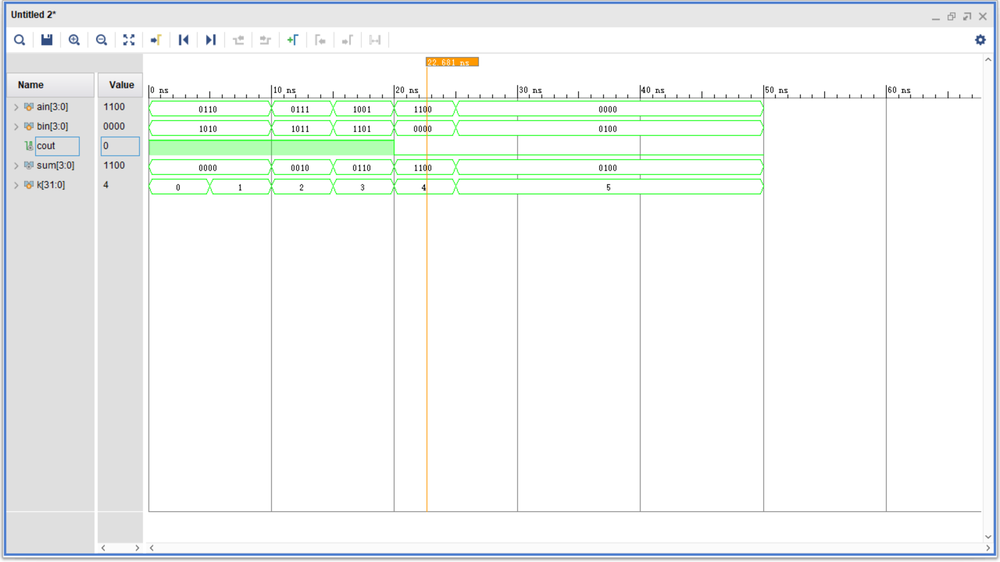 Untitled 2*
22.681 ns
Name Value
0 ns 10 ns 20 ns 30 ns 40 ns 50 ns 60 ns
ain[3:0] 1100 0110 0111 1001 1100 0000
bin[3:0] 0000 1010 1011 1101 0000 0100
cout 0
sum[3:0] 1100 0000 0010 0110 1100 0100
k[31:0] 4 0 1 2 3 4 5